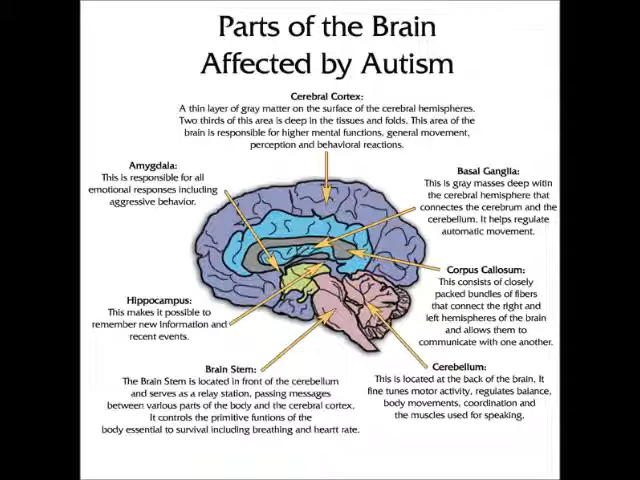 Parts of the Brain
Affected by Autism
Cerebral Cortex:
A thin layer of gray matter on the surface of the cerebral hemispheres.
Two thirds of this area is deep in the tissues and folds. This area of the
brain is responsible for higher mental functions, general movement,
perception and behavioral reactions.
Amygdala:
This is responsible for all
emotional responses including
aggressive behavior.
Basal Ganglia:
This is gray masses deep witin
the cerebral hemisphere that
connects the cerebrum and the
cerebellum. It helps regulate
automatic movement.
Hippocampus:
This makes it possible to
remember new information and
recent events.
Corpus Callosum:
This consists of closely
packed bundles of fibers
that connect the right and
left hemispheres of the brain
and allows them to
communicate with one another.
Brain Stem:
The Brain Stem is located in front of the cerebellum
and serves as a relay station, passing messages
between various parts of the body and the cerebral cortex.
It controls the primitive funtions of the
body essential to survival including breathing and heartt rate.
Cerebellum:
This is located at the back of the brain. It
fine tunes motor activity, regulates balance,
body movements, coordination and
the muscles used for speaking.